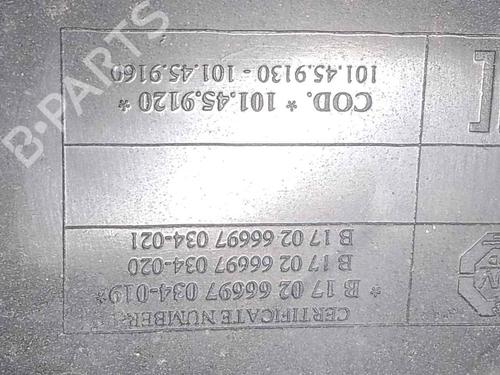 CERTIFICATE NUMBER
* B 17 02 66697 034-019*
B 17 02 66697 034-020
B 17 02 66697 034-021
COD. * 101.45.9120 *
101.45.9130 - 101.45.9160
B-PARTS